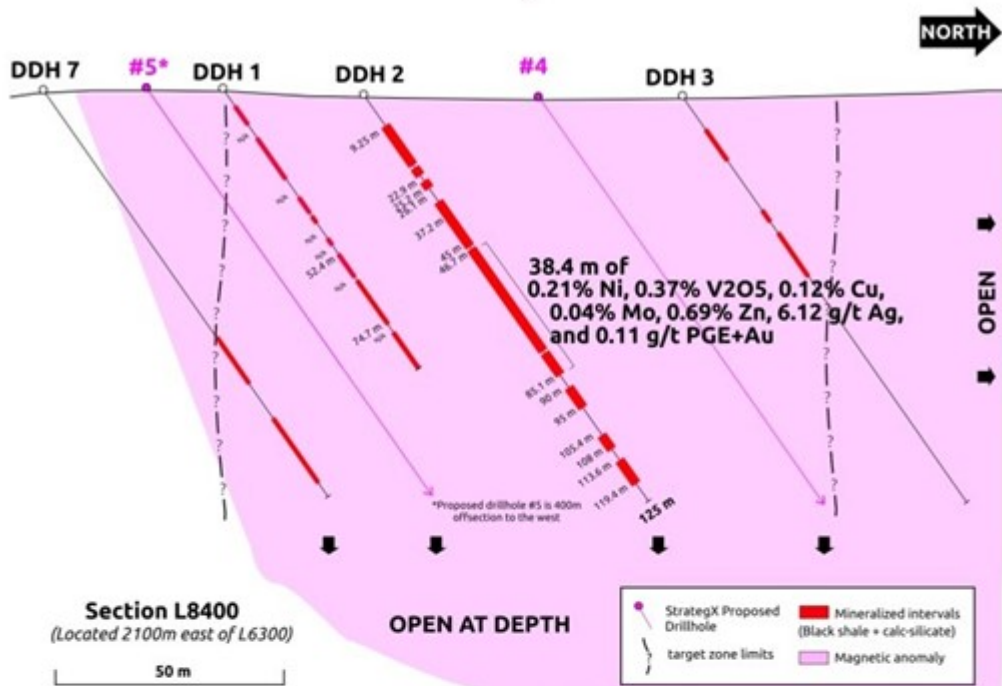 NORTH
DDH 7
#5*
DDH 1
DDH 2
#4
DDH 3
n/a
n/a
n/a
n/a
52.4 m
n/a
74.7 m
n/a
9.25 m
22.9 m
26.1 m
37.2 m
45 m
46.7 m
85.1 m
90 m
95 m
105.4 m
108 m
113.6 m
119.4 m
125 m
38.4 m of
0.21% Ni, 0.37% V2O5, 0.12% Cu,
0.04% Mo, 0.69% Zn, 6.12 g/t Ag,
and 0.11 g/t PGE+Au
OPEN
? ? ? ? ? ? ? ? ?
? ? ? ? ? ? ? ? ?
*Proposed drillhole #5 is 400m
offsection to the west
Section L8400
(Located 2100m east of L6300)
50 m
OPEN AT DEPTH
StrategX Proposed
Drillhole
target zone limits
Mineralized intervals
(Black shale + calc-silicate)
Magnetic anomaly